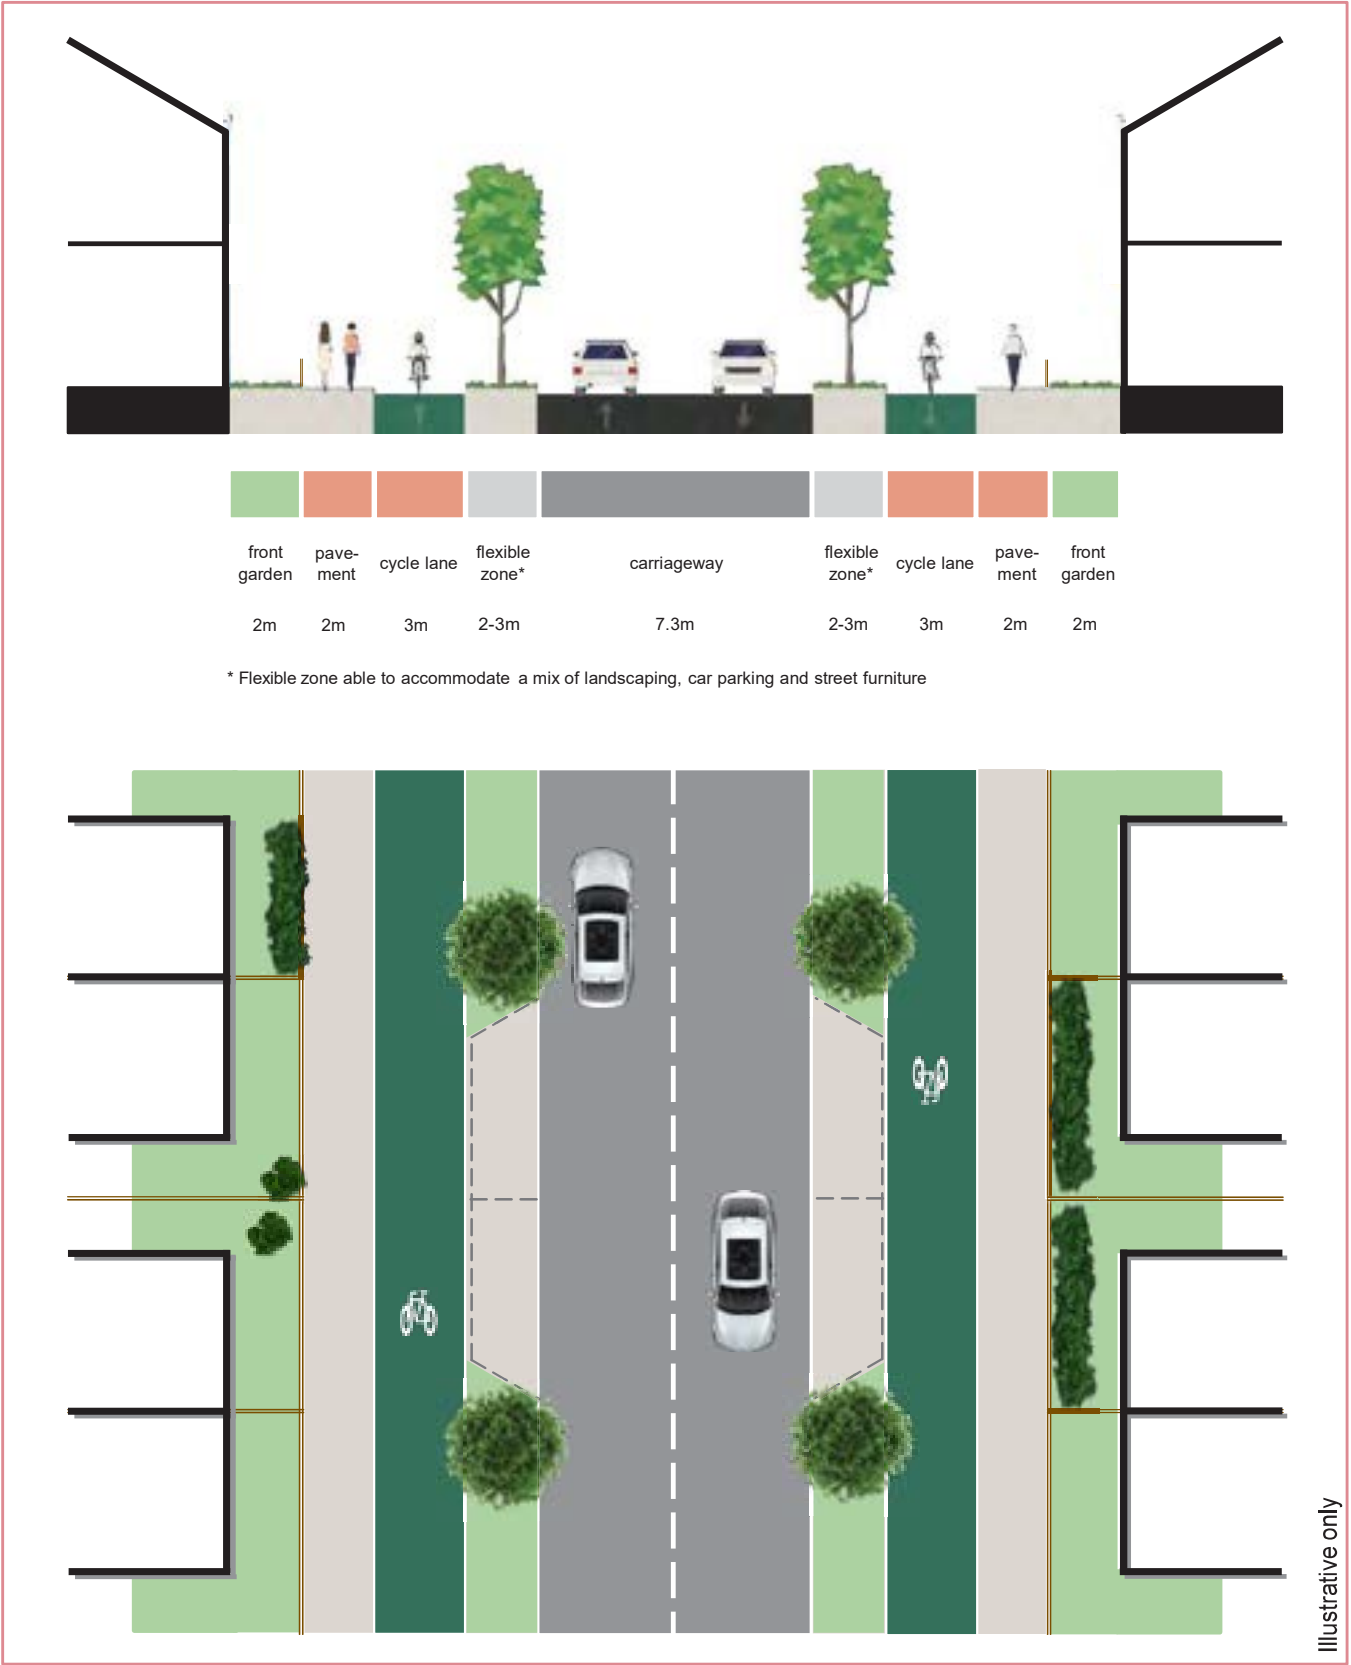 front garden
pave-
ment
cycle lane
flexible
zone*
carriageway
flexible
zone*
cycle lane
pave-
ment
front
garden
2m
2m
3m
2-3m
7.3m
2-3m
3m
2m
2m
* Flexible zone able to accommodate a mix of landscaping, car parking and street furniture
Illustrative only